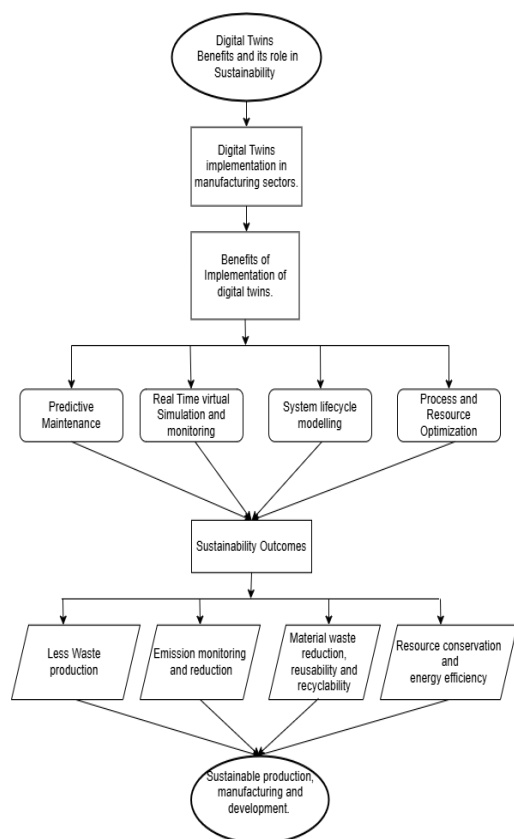 Digital Twins
Benefits and its role in
Sustainability
Digital Twins
implementation in
manufacturing sectors.
Benefits of
Implementation of
digital twins.
Predictive
Maintenance
Real Time virtual
Simulation and
monitoring
System lifecycle
modelling
Process and
Resource
Optimization
Sustainability Outcomes
Less Waste
production
Emission monitoring
and reduction
Material waste
reduction,
reusability and
recyclability
Resource conservation
and
energy efficiency
Sustainable production,
manufacturing and
development.